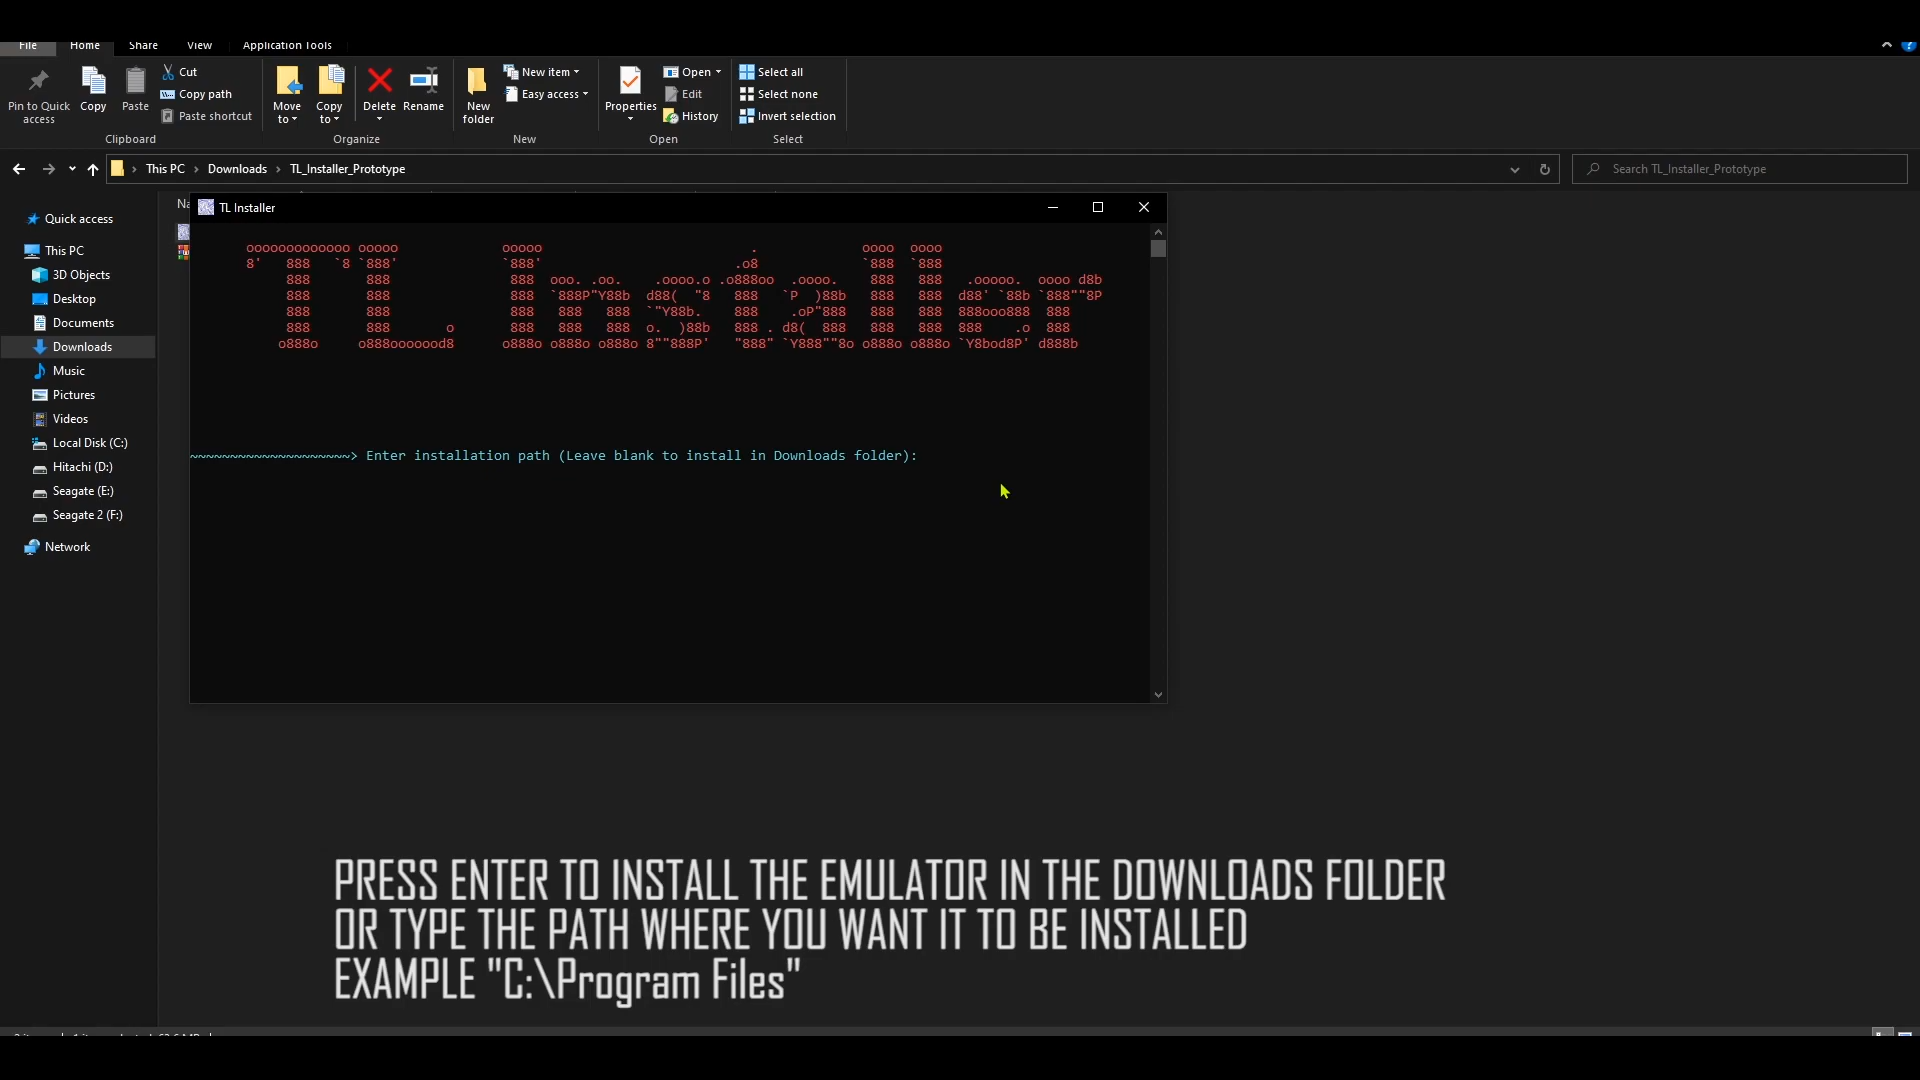 File Home Share View Application Tools
Pin to Quick access
Copy
Paste
Cut
Copy path
Paste shortcut
Move to
Copy to
Delete
Rename
New folder
New item
Easy access
Properties
Open
Edit
History
Select all
Select none
Invert selection
Clipboard Organize New Open Select
This PC › Downloads › TL_Installer_Prototype
Search TL_Installer_Prototype
Quick access
This PC
3D Objects
Desktop
Documents
Downloads
Music
Pictures
Videos
Local Disk (C:)
Hitachi (D:)
Seagate (E:)
Seagate 2 (F:)
Network
TL Installer
TL Installer
~~~~~~~~~~~~~~~~~~~~> Enter installation path (Leave blank to install in Downloads folder):
PRESS ENTER TO INSTALL THE EMULATOR IN THE DOWNLOADS FOLDER
OR TYPE THE PATH WHERE YOU WANT IT TO BE INSTALLED
EXAMPLE "C:\Program Files"